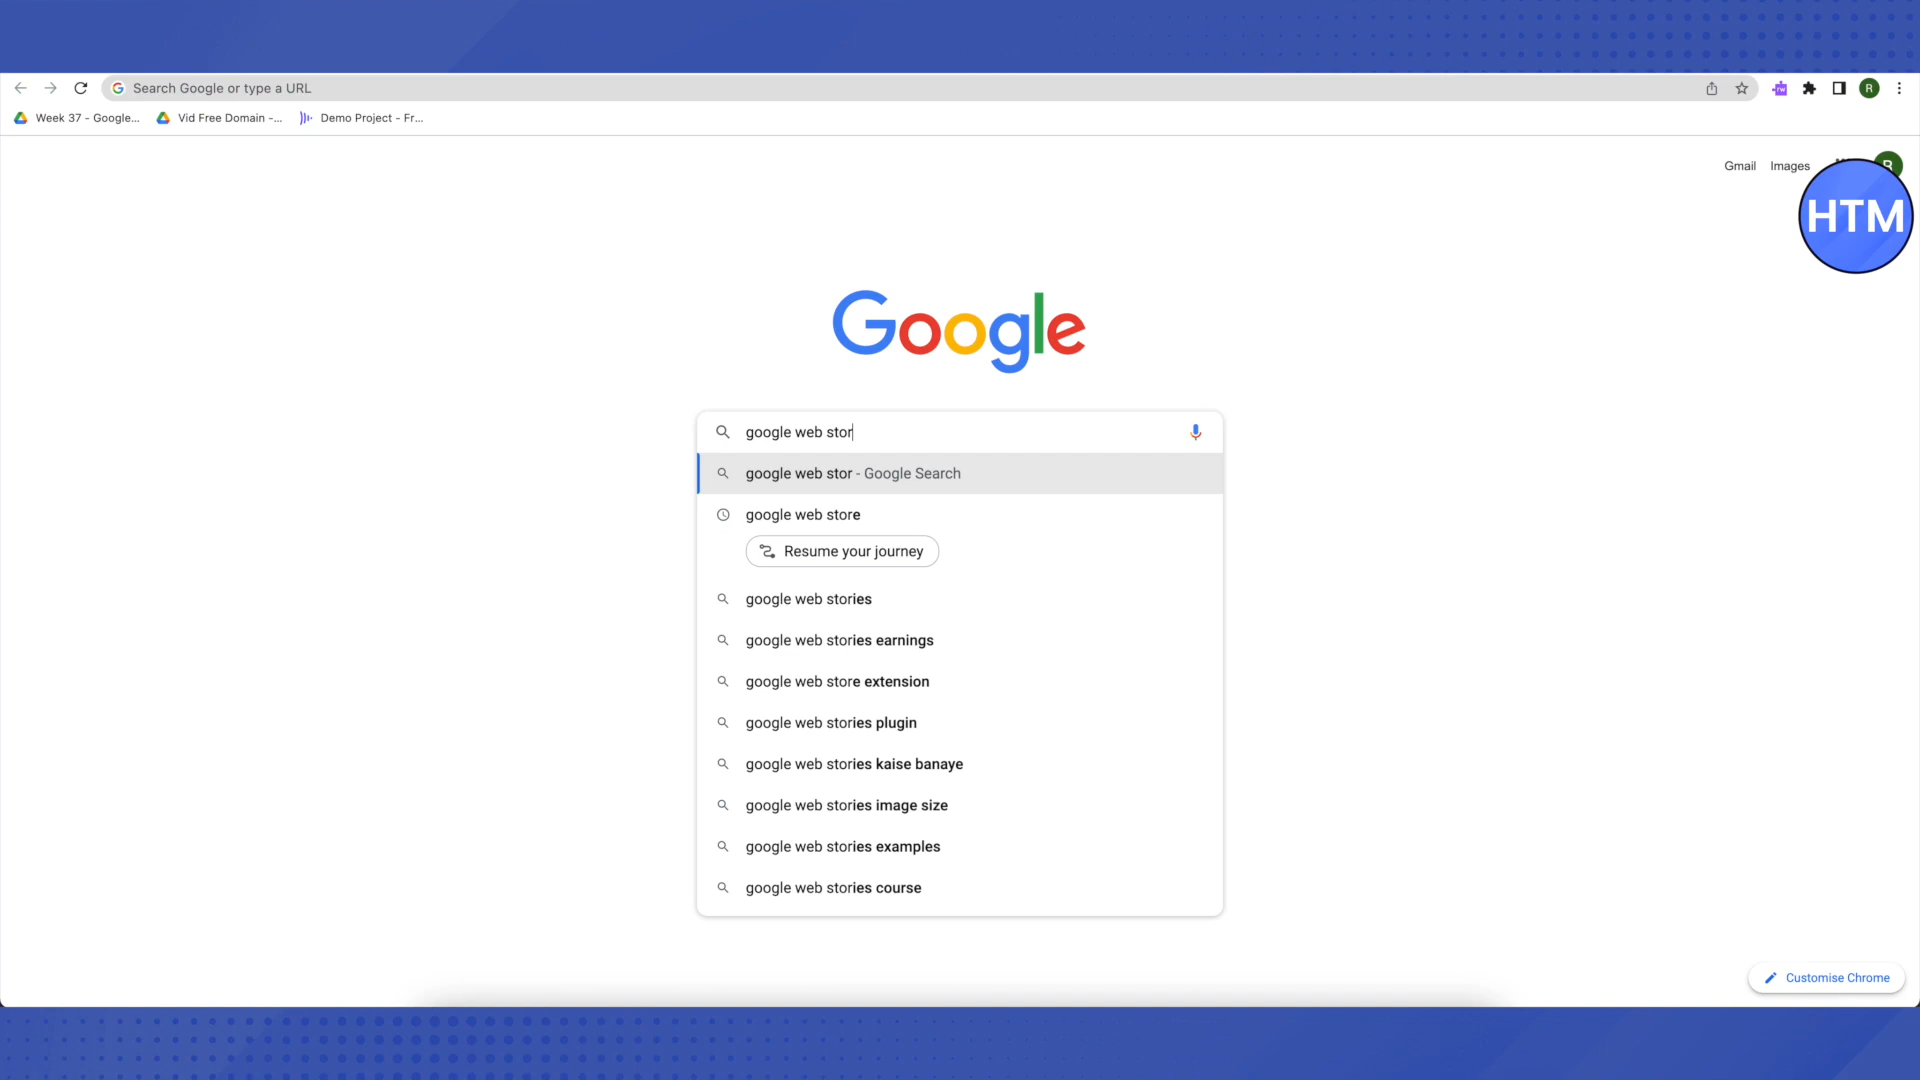 Search Google or type a URL
R
Week 37 - Google...
Vid Free Domain -...
Demo Project - Fr...
Gmail
Images
R
HTM
Google
google web stor
google web stor - Google Search
google web store
Resume your journey
google web stories
google web stories earnings
google web store extension
google web stories plugin
google web stories kaise banaye
google web stories image size
google web stories examples
google web stories course
Customise Chrome